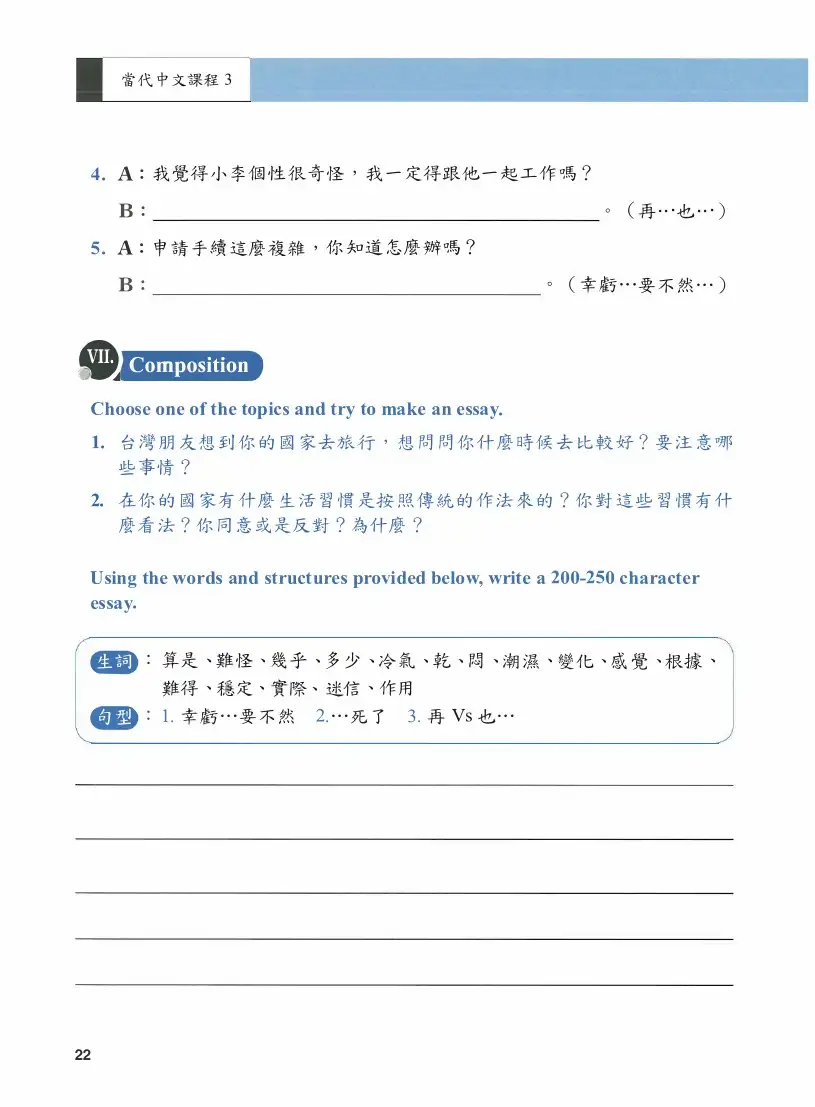 當代中文課程 3
4. A：我覺得小李個性很奇怪，我一定得跟他一起工作嗎？
B：____________________。（再…也…）
5. A：申請手續這麼複雜，你知道怎麼辦嗎？
B：____________________。（幸虧…要不然…）
VII. Composition
Choose one of the topics and try to make an essay.
1. 台灣朋友想到你的國家去旅行，想問問你什麼時候去比較好？要注意哪
些事情？
2. 在你的國家有什麼生活習慣是按照傳統的作法來的？你對這些習慣有什
麼看法？你同意或是反對？為什麼？
Using the words and structures provided below, write a 200-250 character
essay.
生詞：算是、難怪、幾乎、多少、冷氣、乾、悶、潮濕、變化、感覺、根據、
難得、穩定、實際、迷信、作用
句型：1. 幸虧…要不然 2.…死了 3. 再 Vs 也…
22